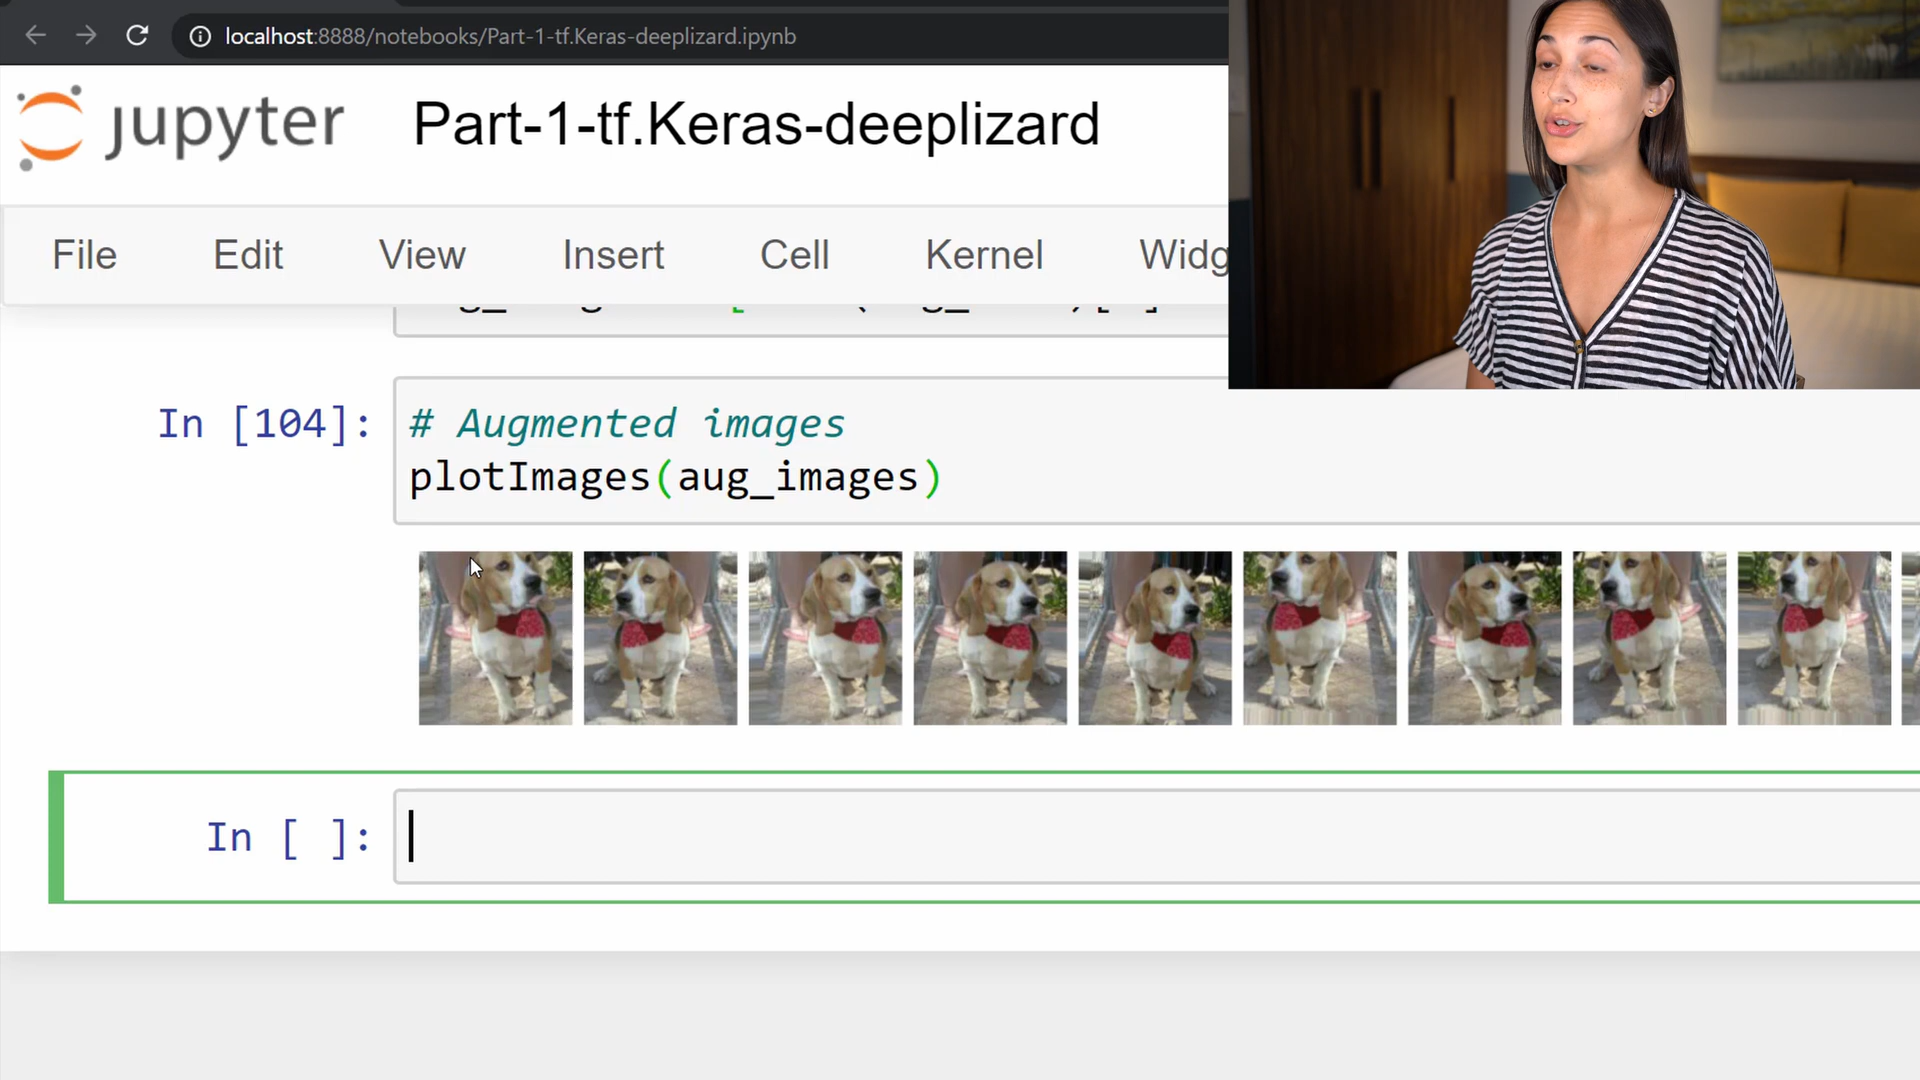 localhost:8888/notebooks/Part-1-tf.Keras-deeplizard.ipynb
jupyter Part-1-tf.Keras-deeplizard
File Edit View Insert Cell Kernel Widg
In [104]: # Augmented images
plotImages(aug_images)
In [ ]: